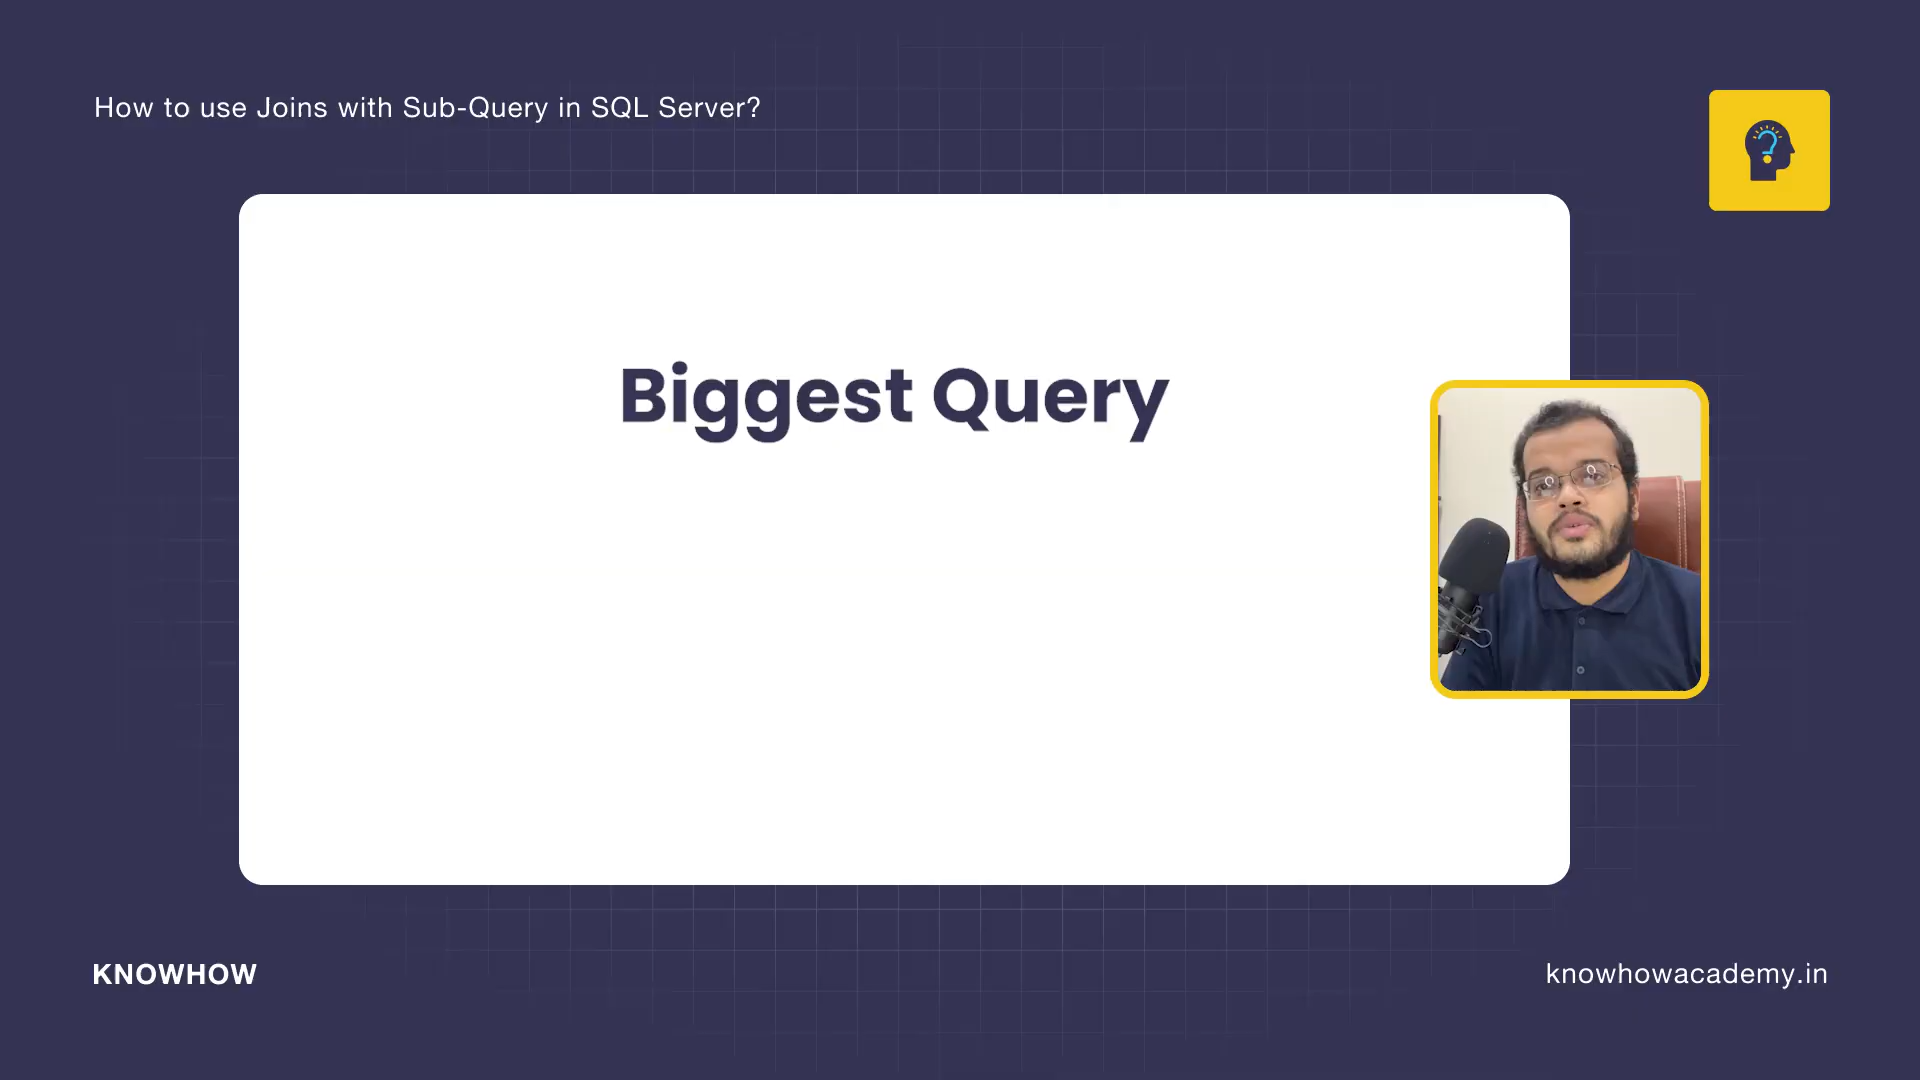 How to use Joins with Sub-Query in SQL Server?
Biggest Query
KNOWHOW
knowhowacademy.in